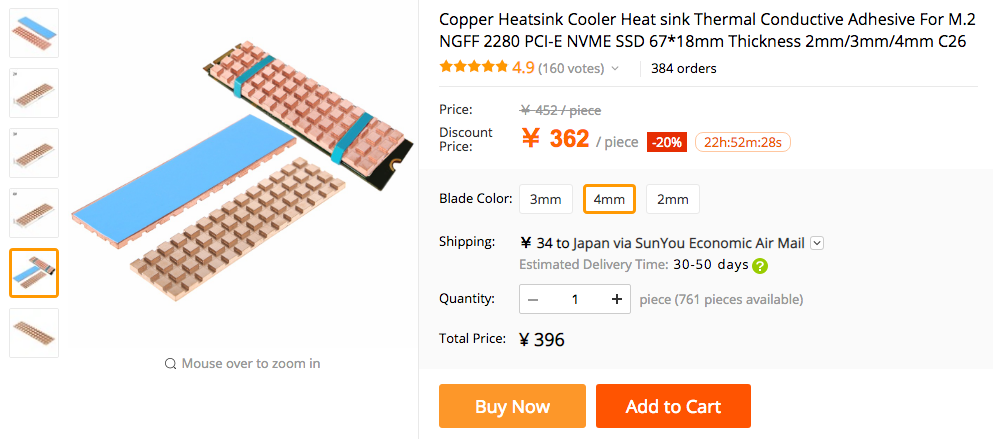 Copper Heatsink Cooler Heat sink Thermal Conductive Adhesive For M.2
NGFF 2280 PCI-E NVME SSD 67*18mm Thickness 2mm/3mm/4mm C26
4.9 (160 votes) 384 orders
Price: ¥ 452 / piece
Discount
Price: ¥ 362 / piece -20% 22h:52m:28s
Blade Color: 3mm 4mm 2mm
Shipping: ¥ 34 to Japan via SunYou Economic Air Mail
Estimated Delivery Time: 30-50 days ?
Quantity: − 1 + piece (761 pieces available)
Total Price: ¥ 396
Mouse over to zoom in
Buy Now Add to Cart